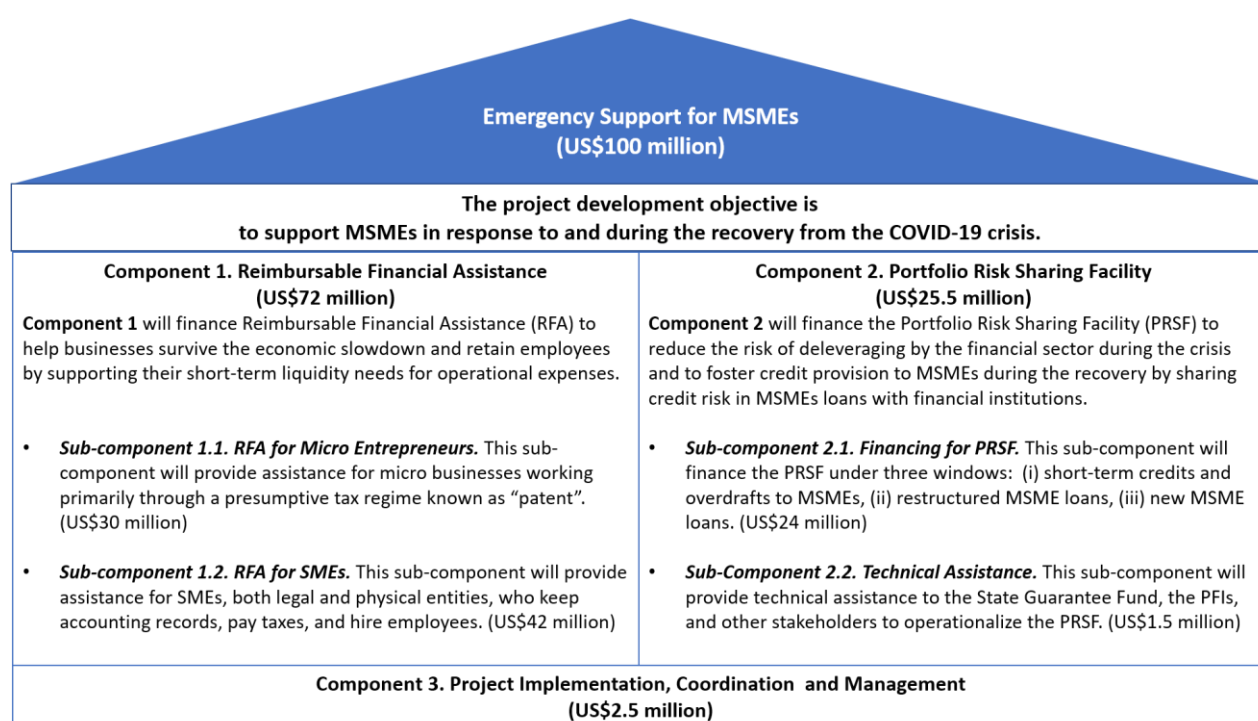 Emergency Support for MSMEs
(US$100 million)
The project development objective is
to support MSMEs in response to and during the recovery from the COVID-19 crisis.
Component 1. Reimbursable Financial Assistance
(US$72 million)
Component 1 will finance Reimbursable Financial Assistance (RFA) to
help businesses survive the economic slowdown and retain employees
by supporting their short-term liquidity needs for operational expenses.
• Sub-component 1.1. RFA for Micro Entrepreneurs. This sub-
component will provide assistance for micro businesses working
primarily through a presumptive tax regime known as “patent”.
(US$30 million)
• Sub-component 1.2. RFA for SMEs. This sub-component will provide
assistance for SMEs, both legal and physical entities, who keep
accounting records, pay taxes, and hire employees. (US$42 million)
Component 2. Portfolio Risk Sharing Facility
(US$25.5 million)
Component 2 will finance the Portfolio Risk Sharing Facility (PRSF) to
reduce the risk of deleveraging by the financial sector during the crisis
and to foster credit provision to MSMEs during the recovery by sharing
credit risk in MSMEs loans with financial institutions.
• Sub-component 2.1. Financing for PRSF. This sub-component will
finance the PRSF under three windows: (i) short-term credits and
overdrafts to MSMEs, (ii) restructured MSME loans, (iii) new MSME
loans. (US$24 million)
• Sub-Component 2.2. Technical Assistance. This sub-component will
provide technical assistance to the State Guarantee Fund, the PFIs,
and other stakeholders to operationalize the PRSF. (US$1.5 million)
Component 3. Project Implementation, Coordination and Management
(US$2.5 million)